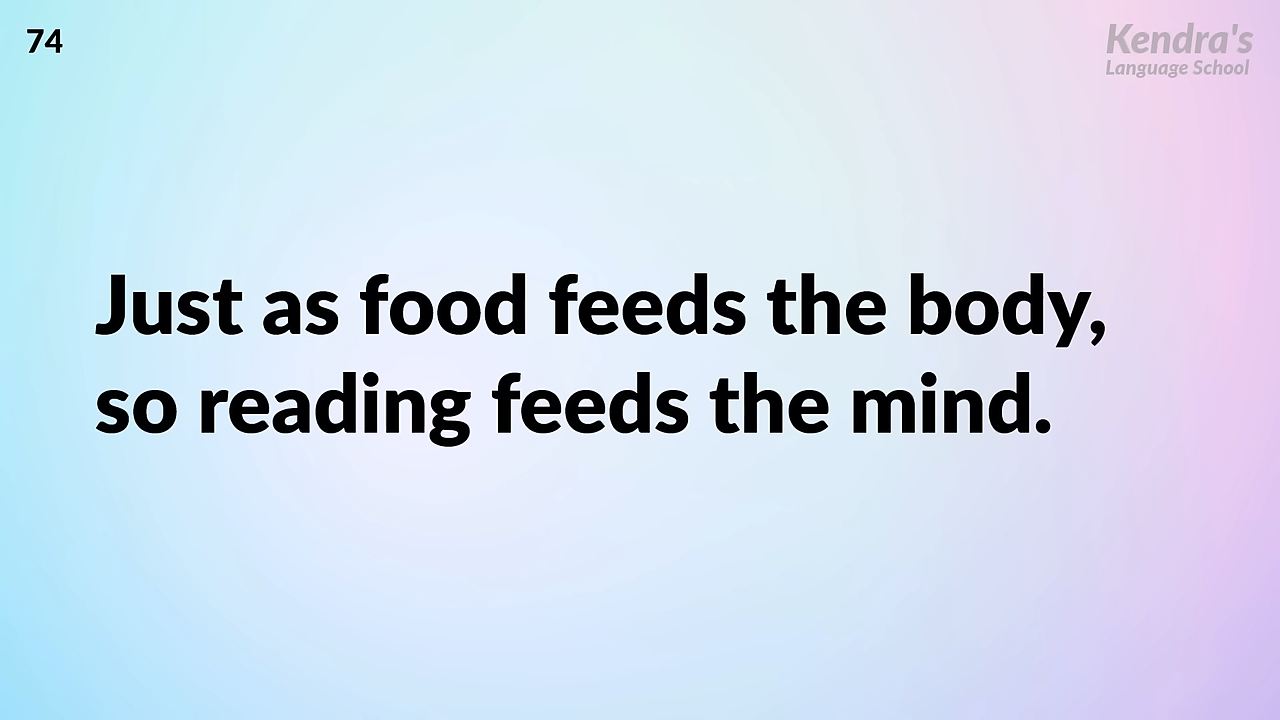 74
Kendra's
Language School
Just as food feeds the body,
so reading feeds the mind.